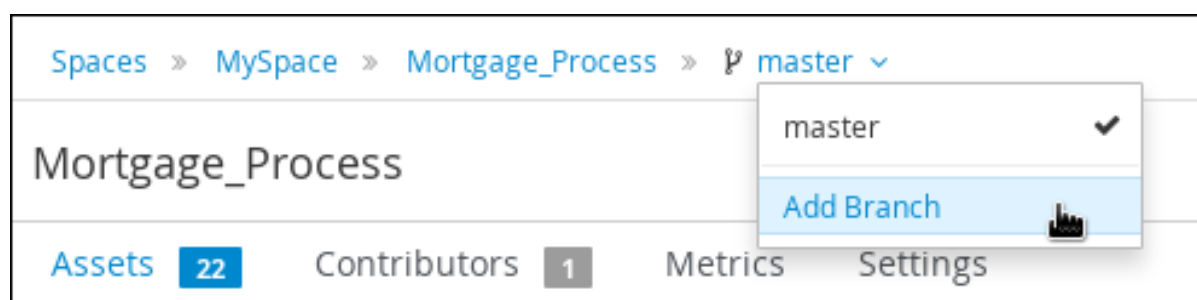 Spaces » MySpace » Mortgage_Process » master
master
Mortgage_Process
Add Branch
Assets 22 Contributors 1 Metrics Settings